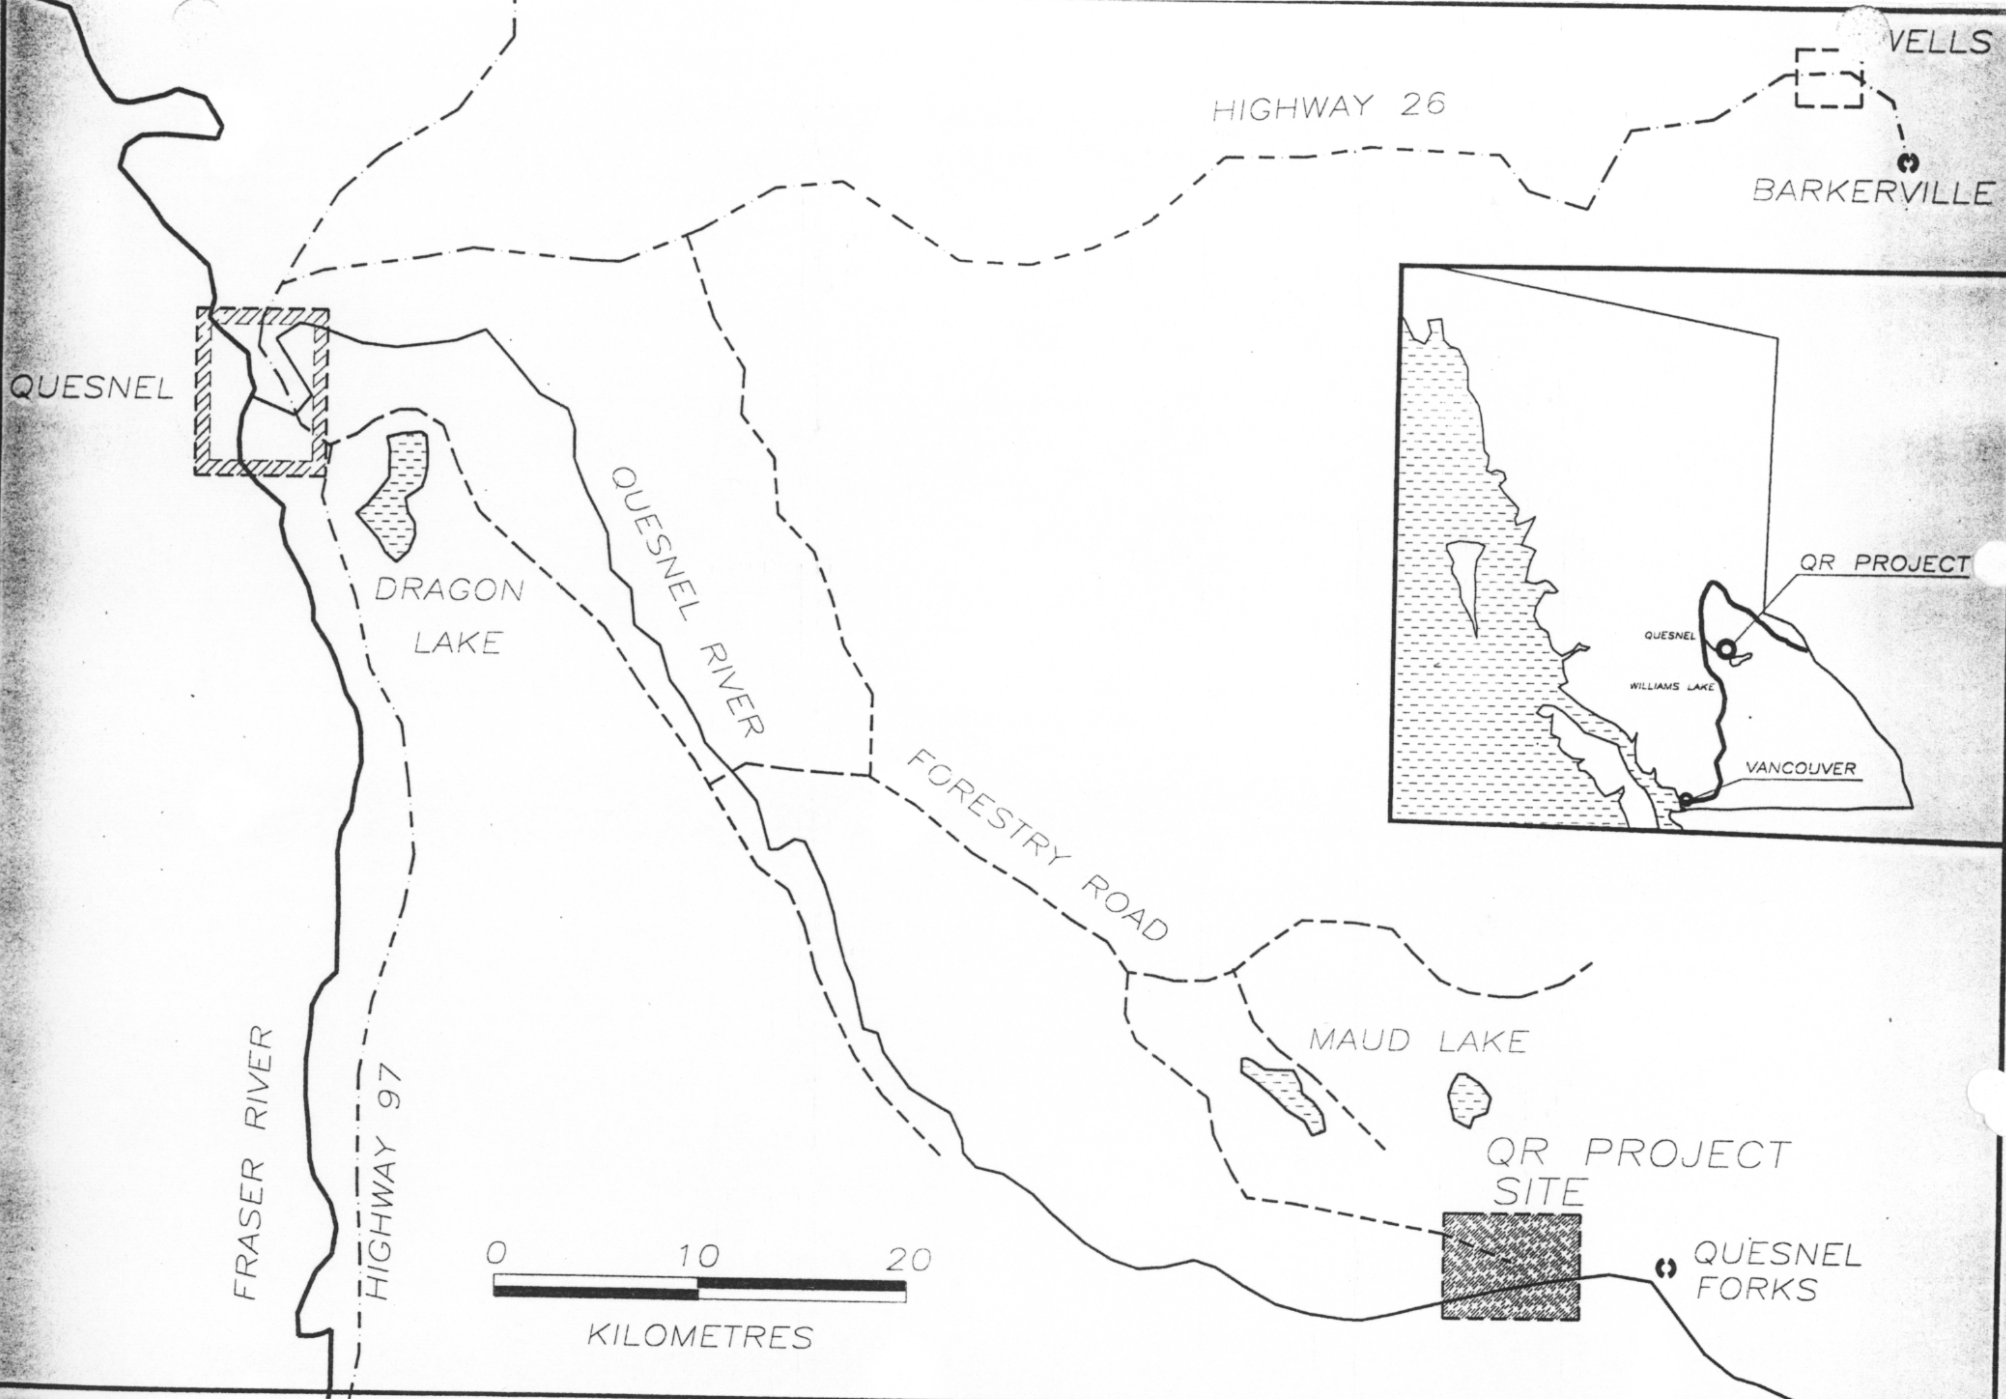 VELLS
HIGHWAY 26
BARKERVILLE
QUESNEL
QUESNEL RIVER
DRAGON
LAKE
QR PROJECT
QUESNEL
WILLIAMS LAKE
VANCOUVER
FORESTRY ROAD
MAUD LAKE
FRASER RIVER
HIGHWAY 97
QR PROJECT
SITE
QUESNEL
FORKS
0 10 20
KILOMETRES